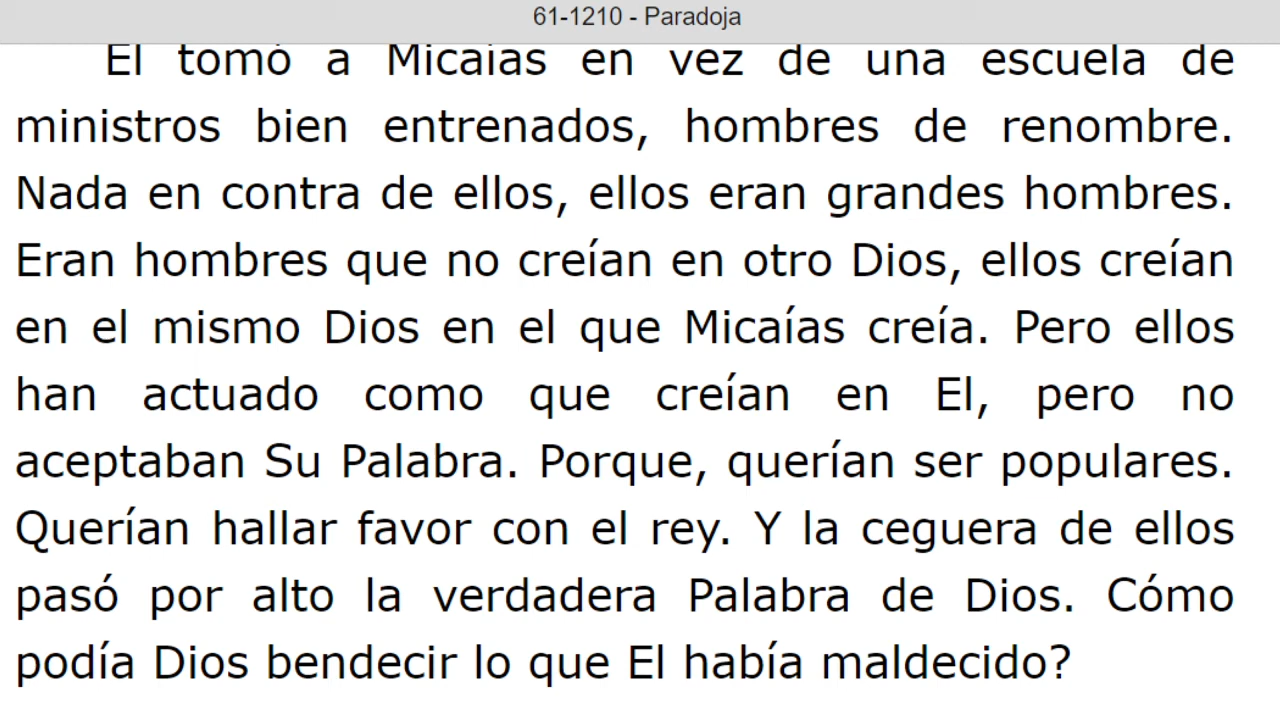 61-1210 - Paradoja
El tomó a Micaías en vez de una escuela de
ministros bien entrenados, hombres de renombre.
Nada en contra de ellos, ellos eran grandes hombres.
Eran hombres que no creían en otro Dios, ellos creían
en el mismo Dios en el que Micaías creía. Pero ellos
han actuado como que creían en El, pero no
aceptaban Su Palabra. Porque, querían ser populares.
Querían hallar favor con el rey. Y la ceguera de ellos
pasó por alto la verdadera Palabra de Dios. Cómo
podía Dios bendecir lo que El había maldecido?